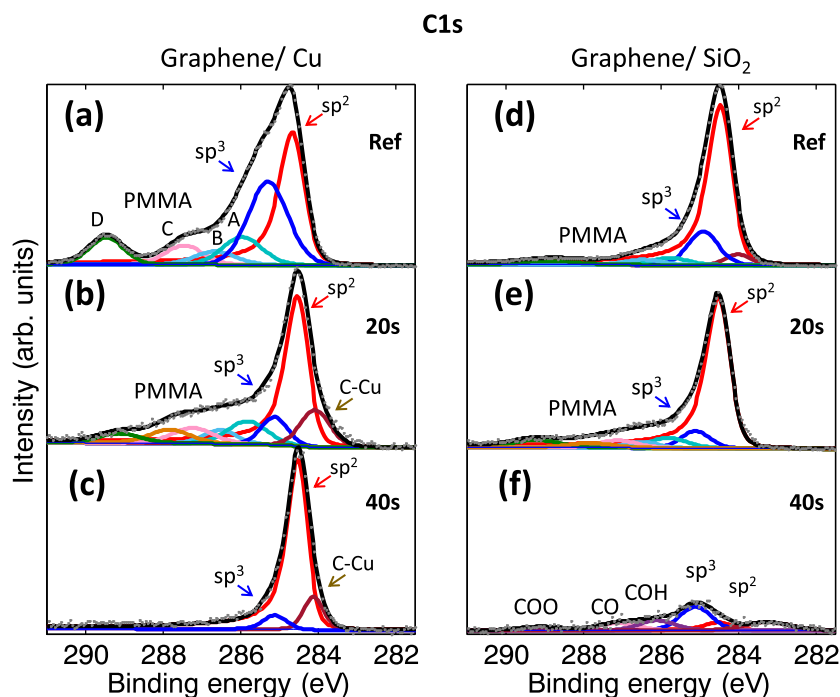 C1s
Graphene/ Cu
Graphene/ SiO₂
Intensity (arb. units)
(a)
Ref
sp²
sp³
PMMA
D
C
B
A
(b)
20s
sp²
sp³
PMMA
C-Cu
(c)
40s
sp²
sp³
C-Cu
290 288 286 284 282
Binding energy (eV)
(d)
Ref
sp²
sp³
PMMA
(e)
20s
sp²
sp³
PMMA
(f)
40s
sp³
sp²
COH
CO
COO
290 288 286 284 282
Binding energy (eV)